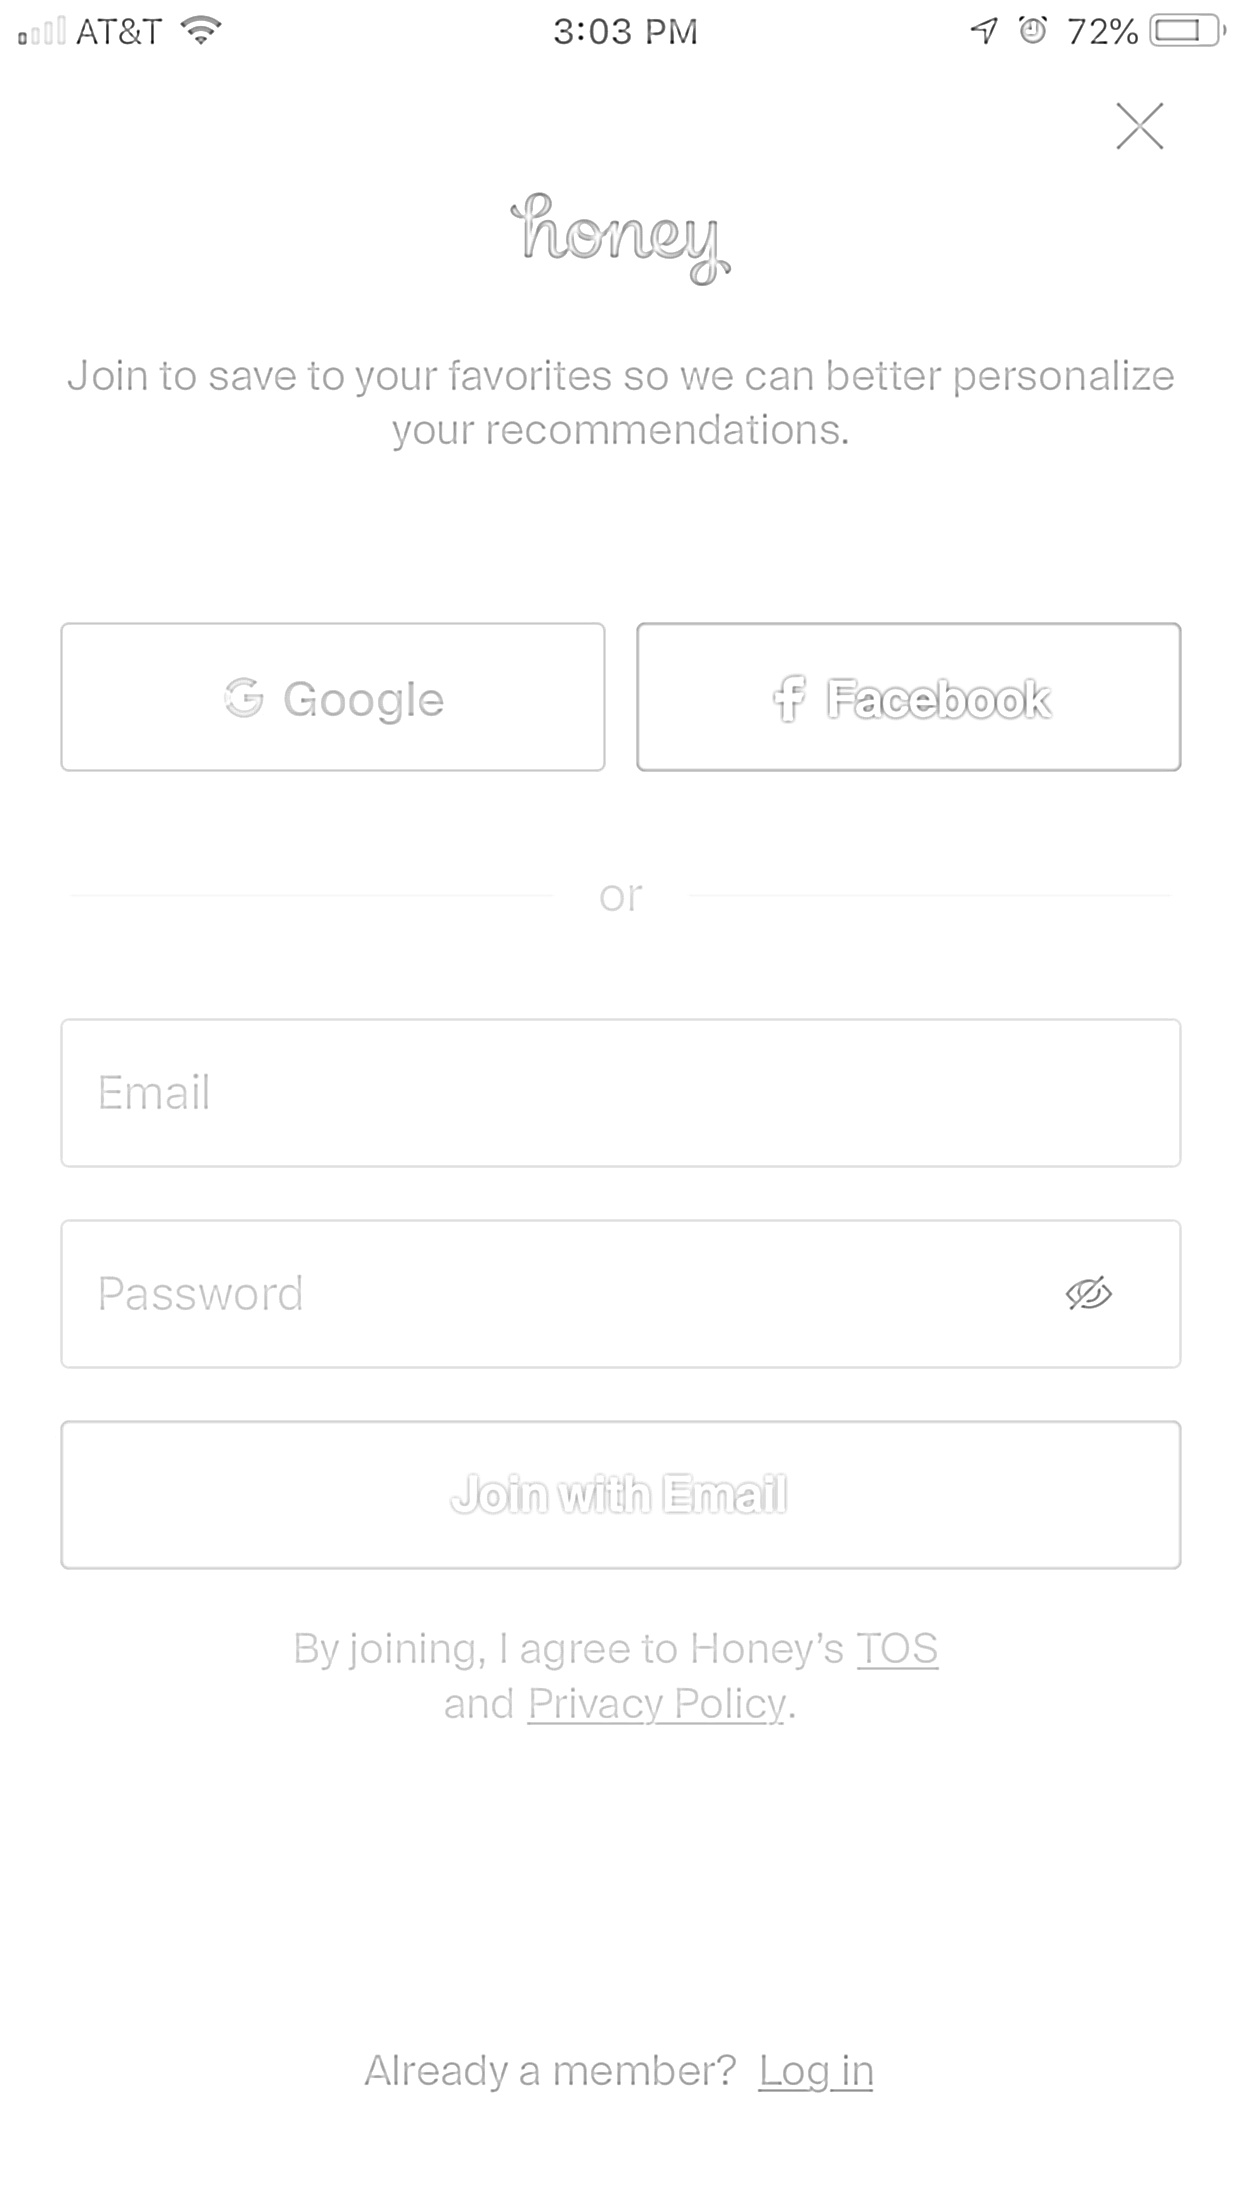 AT&T 3:03 PM 72%
honey
Join to save to your favorites so we can better personalize
your recommendations.
G Google f Facebook
or
Email
Password
Join with Email
By joining, I agree to Honey’s TOS
and Privacy Policy.
Already a member? Log in